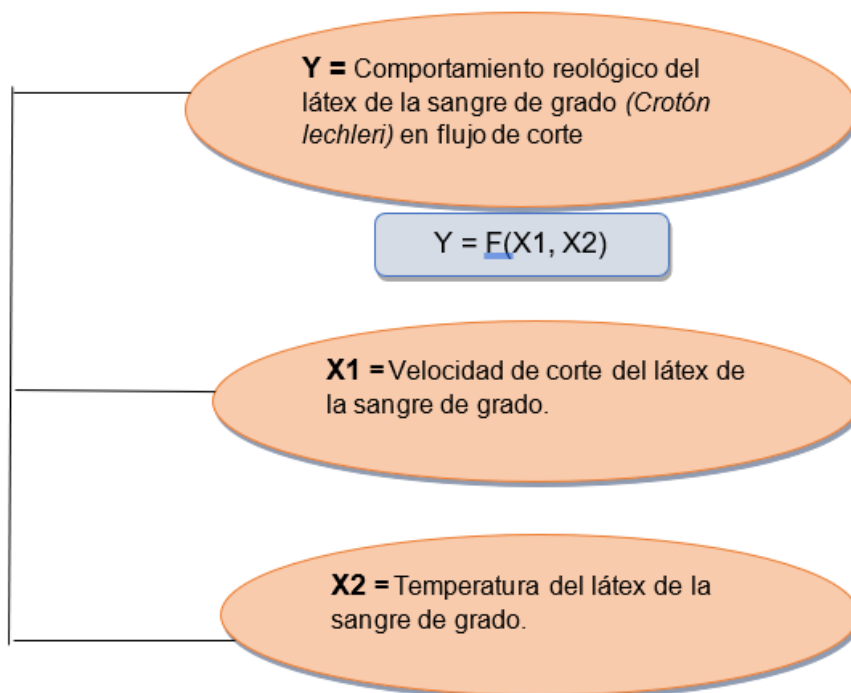 Y = Comportamiento reológico del
látex de la sangre de grado (Crotón
lechleri) en flujo de corte
Y = F(X1, X2)
X1 = Velocidad de corte del látex de
la sangre de grado.
X2 = Temperatura del látex de la
sangre de grado.